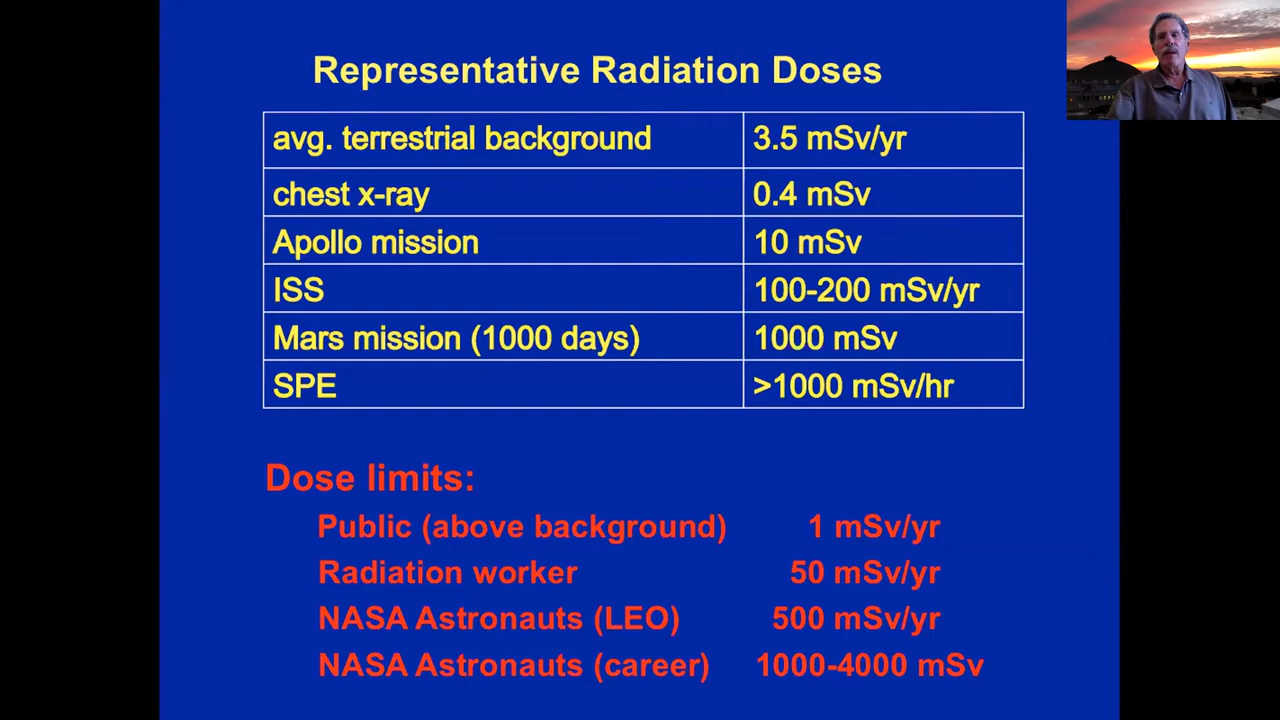 Representative Radiation Doses
avg. terrestrial background 3.5 mSv/yr
chest x-ray 0.4 mSv
Apollo mission 10 mSv
ISS 100-200 mSv/yr
Mars mission (1000 days) 1000 mSv
SPE >1000 mSv/hr
Dose limits:
Public (above background) 1 mSv/yr
Radiation worker 50 mSv/yr
NASA Astronauts (LEO) 500 mSv/yr
NASA Astronauts (career) 1000-4000 mSv